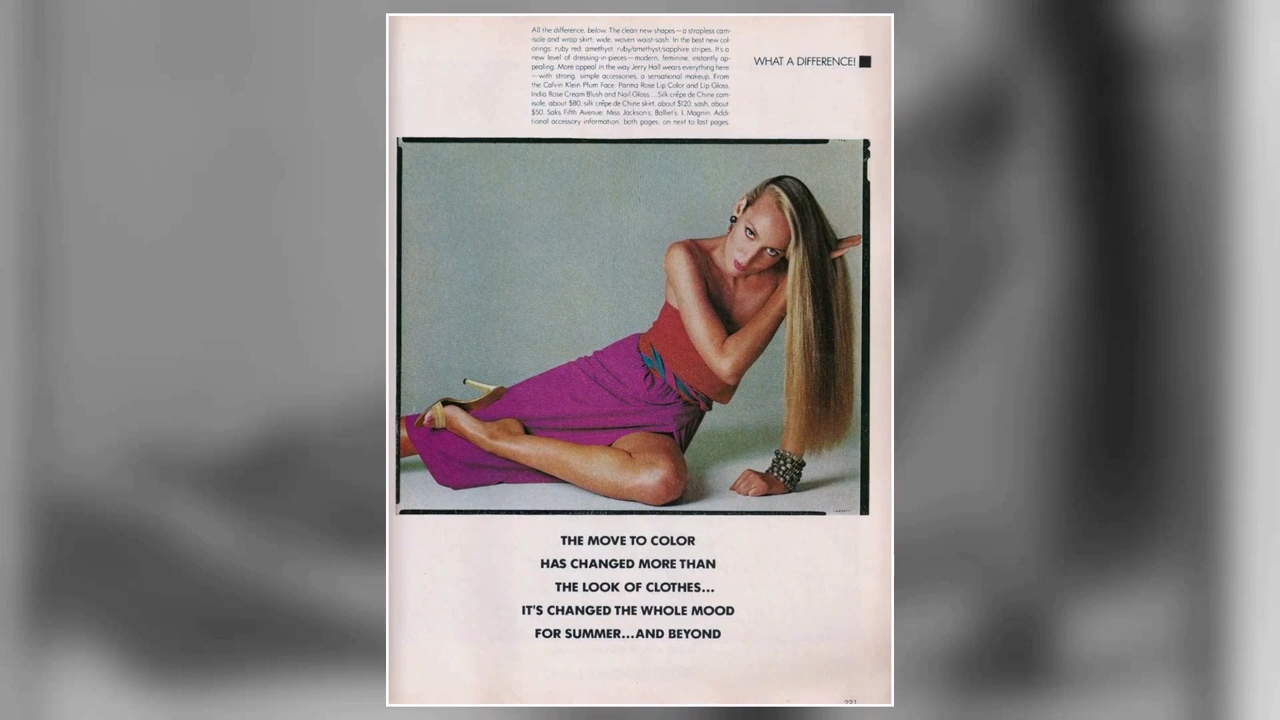 All the difference, below. The clean new shapes—a strapless cam-
isole and wrap skirt, wide, woven waist-sash. In the best new col-
orings: ruby red, amethyst, ruby/amethyst/sapphire stripes. It's a
new level of dressing-in-pieces—modern, feminine, instantly ap-
pealing. More appeal in the way Jerry Hall wears everything here
—with strong, simple accessories, a sensational makeup. From
the Calvin Klein Plum Face: Parma Rose Lip Color and Lip Gloss,
India Rose Cream Blush and Nail Gloss....Silk crêpe de Chine cam-
isole, about $80; silk crêpe de Chine skirt, about $120; sash, about
$50. Saks Fifth Avenue; Miss Jackson's; Balliet's; I. Magnin. Addi-
tional accessory information, both pages, on next to last pages.
WHAT A DIFFERENCE!
THE MOVE TO COLOR
HAS CHANGED MORE THAN
THE LOOK OF CLOTHES...
IT'S CHANGED THE WHOLE MOOD
FOR SUMMER...AND BEYOND